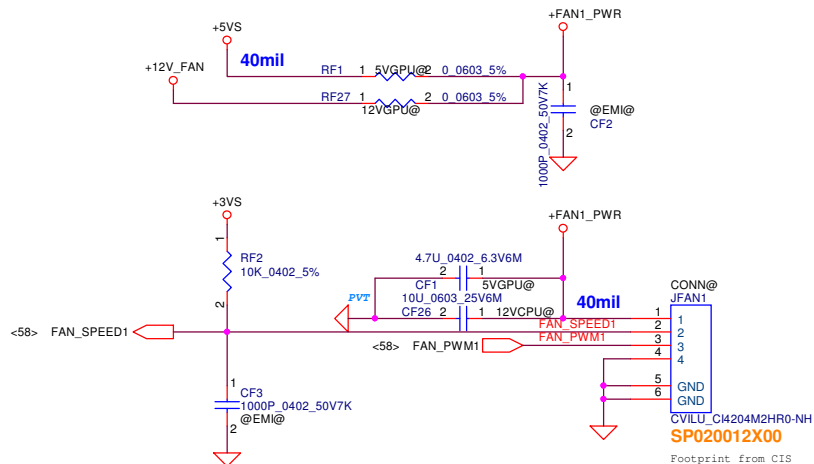 +5VS
+FAN1_PWR
40mil
+12V_FAN
RF1 1 5VGPU@ 2 0_0603_5%
RF27 1 2 0_0603_5%
12VGPU@
1
@EMI@
CF2
2
1000P_0402_50V7K
+3VS
+FAN1_PWR
1
RF2
10K_0402_5%
2
4.7U_0402_6.3V6M
2 1
CF1 5VGPU@
PVT
10U_0603_25V6M
CF26 2 1 12VCPU@
40mil
CONN@
JFAN1
<58> FAN_SPEED1
FAN_SPEED1
FAN_PWM1
<58> FAN_PWM1
1 1
2 2
3 3
4 4
5 GND
6 GND
CVILU_CI4204M2HR0-NH
SP020012X00
Footprint from CIS
1
CF3
1000P_0402_50V7K
@EMI@
2